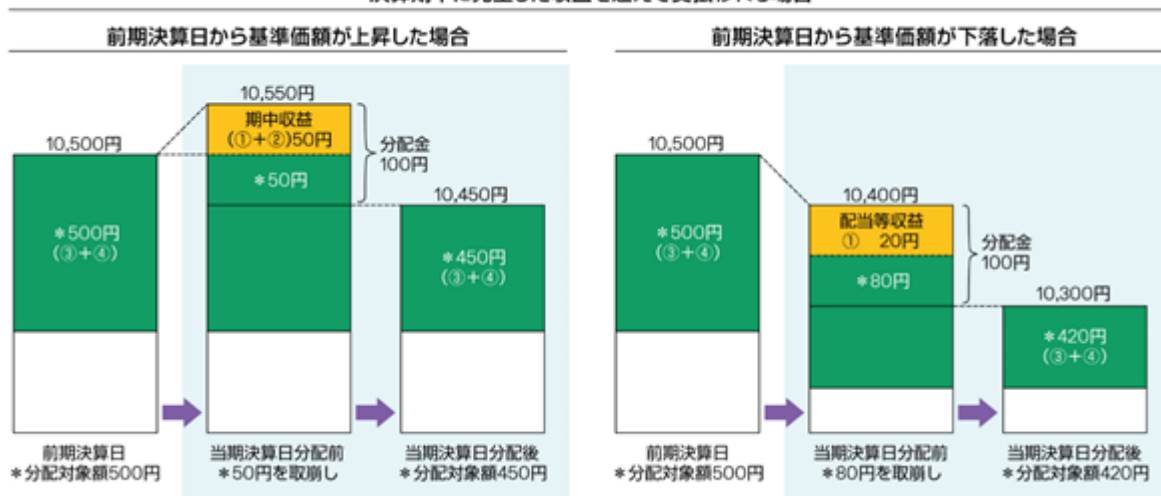 前期決算日から基準価額が上昇した場合
10,500円
＊500円
(③+④)
10,550円
期中収益
(①+②)50円
＊50円
分配金
100円
10,450円
＊450円
(③+④)
前期決算日
＊分配対象額500円
当期決算日分配前
＊50円を取崩し
当期決算日分配後
＊分配対象額450円
前期決算日から基準価額が下落した場合
10,500円
＊500円
(③+④)
10,400円
配当等収益
① 20円
＊80円
分配金
100円
10,300円
＊420円
(③+④)
前期決算日
＊分配対象額500円
当期決算日分配前
＊80円を取崩し
当期決算日分配後
＊分配対象額420円